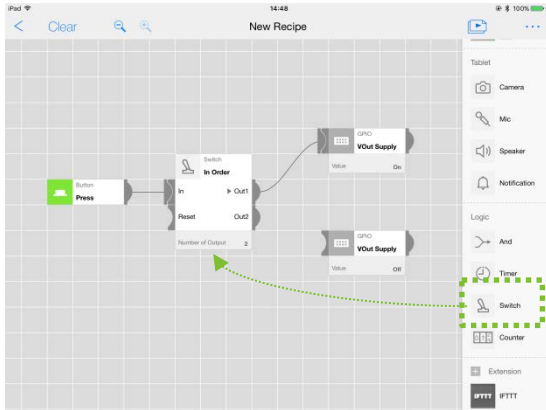 iPad
14:48
100%
Clear
New Recipe
Tablet
Camera
Mic
Speaker
Notification
Logic
And
Timer
Switch
Counter
Extension
IFTTT IFTTT
Button
Press
Switch
In Order
In Out1
Reset Out2
Number of Output 2
GPIO
VOut Supply
Value On
GPIO
VOut Supply
Value Off